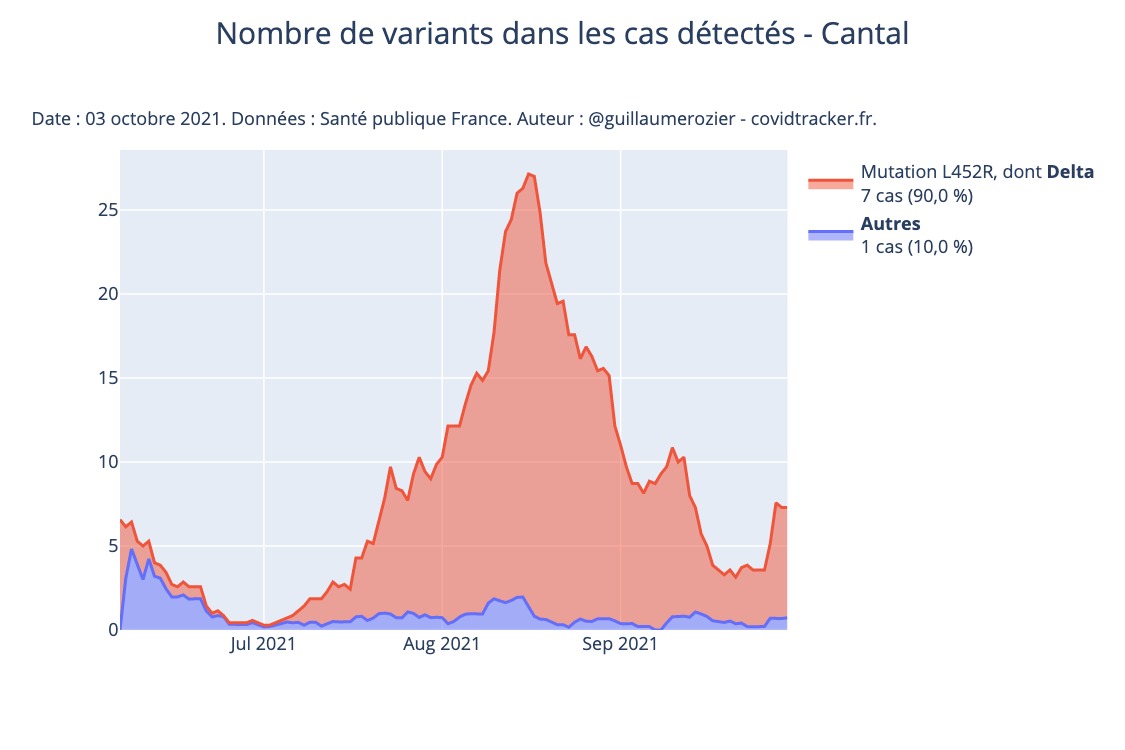 Nombre de variants dans les cas détectés - Cantal
Date : 03 octobre 2021. Données : Santé publique France. Auteur : @guillaumerozier - covidtracker.fr.
Mutation L452R, dont Delta
7 cas (90,0 %)
Autres
1 cas (10,0 %)
25
20
15
10
5
0
Jul 2021 Aug 2021 Sep 2021